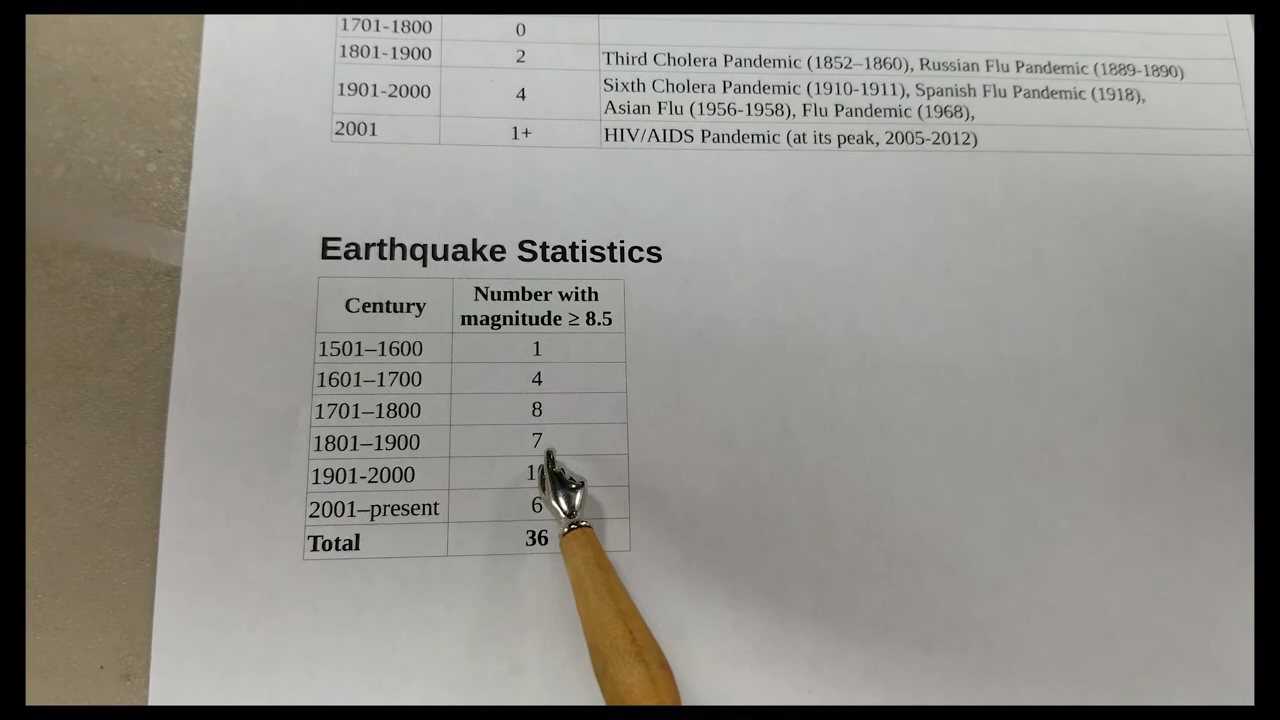 1701-1800 0
1801-1900 2 Third Cholera Pandemic (1852–1860), Russian Flu Pandemic (1889-1890)
1901-2000 4 Sixth Cholera Pandemic (1910-1911), Spanish Flu Pandemic (1918),
Asian Flu (1956-1958), Flu Pandemic (1968),
2001 1+ HIV/AIDS Pandemic (at its peak, 2005-2012)
Earthquake Statistics
Century Number with
magnitude ≥ 8.5
1501–1600 1
1601–1700 4
1701–1800 8
1801–1900 7
1901-2000
2001–present 6
Total 36